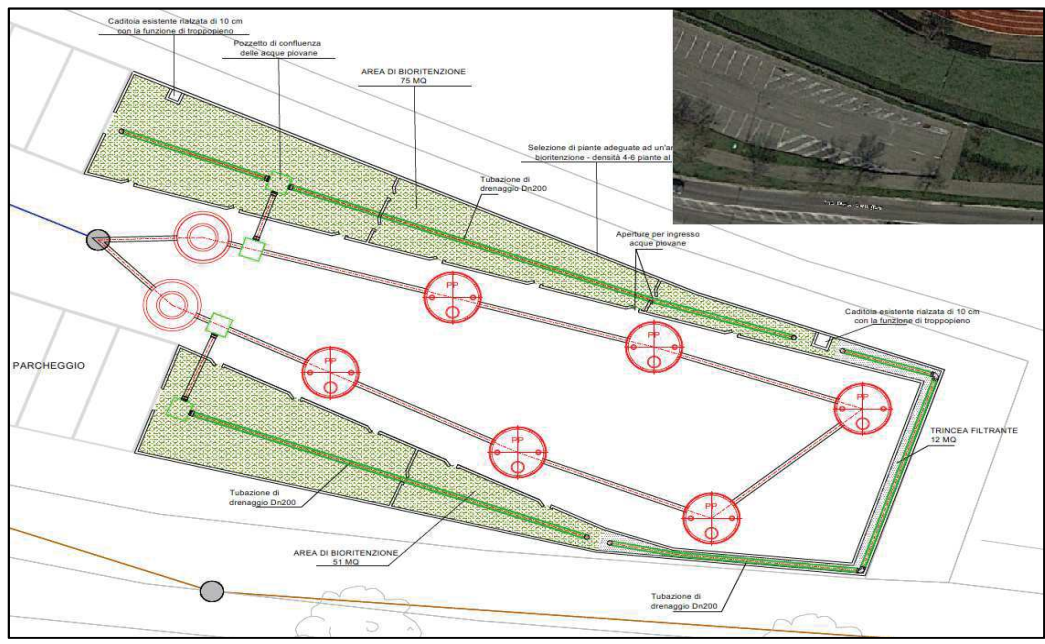 Caditoia esistente rialzata di 10 cm
con la funzione di troppopieno
Pozzetto di confluenza
delle acque piovane
AREA DI BIORITENZIONE
75 MQ
Selezione di piante adeguate ad un'ar
bioritenzione - densità 4-6 piante al
Tubazione di
drenaggio Dn200
Aperture per ingresso
acque piovane
Caditoia esistente rialzata di 10 cm
con la funzione di troppopieno
PP
PP
PP
PP
PP
PP
PARCHEGGIO
TRINCEA FILTRANTE
12 MQ
Tubazione di
drenaggio Dn200
AREA DI BIORITENZIONE
51 MQ
Tubazione di
drenaggio Dn200